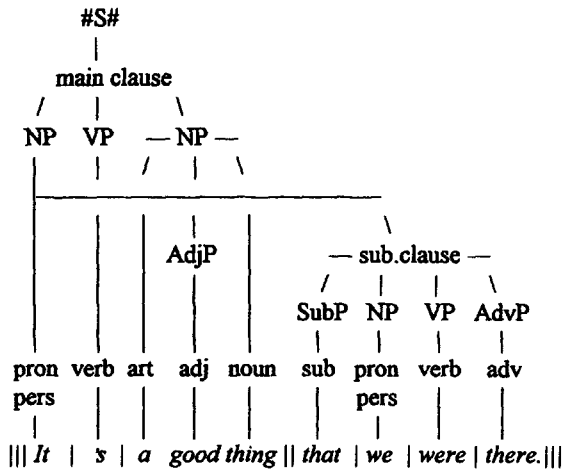 #S#
main clause
NP VP NP
AdjP sub.clause
SubP NP VP AdvP
pron verb art adj noun sub pron verb adv
pers pers
||| It | 's | a good thing || that | we | were | there.|||